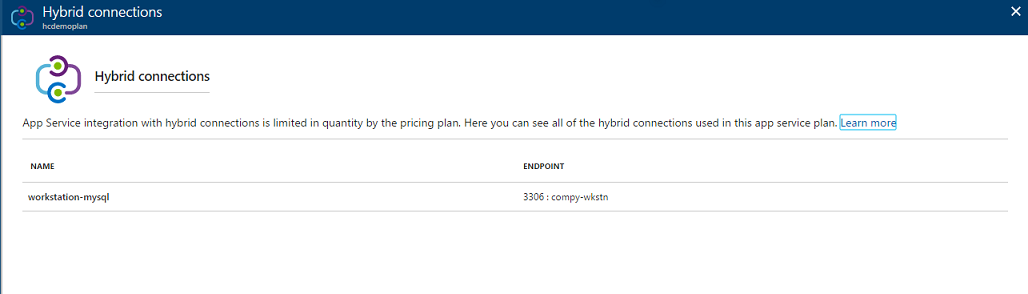 Hybrid connections
hcdemoplan
Hybrid connections
App Service integration with hybrid connections is limited in quantity by the pricing plan. Here you can see all of the hybrid connections used in this app service plan. Learn more
NAME ENDPOINT
workstation-mysql 3306 : compy-wkstn